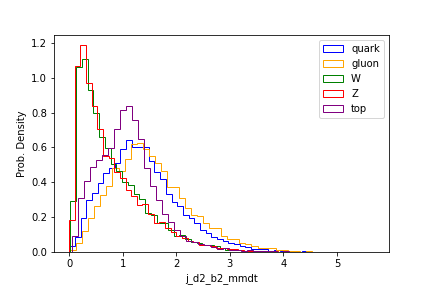 quark
gluon
W
Z
top
Prob. Density
1.2
1.0
0.8
0.6
0.4
0.2
0.0
0 1 2 3 4 5
j_d2_b2_mmdt